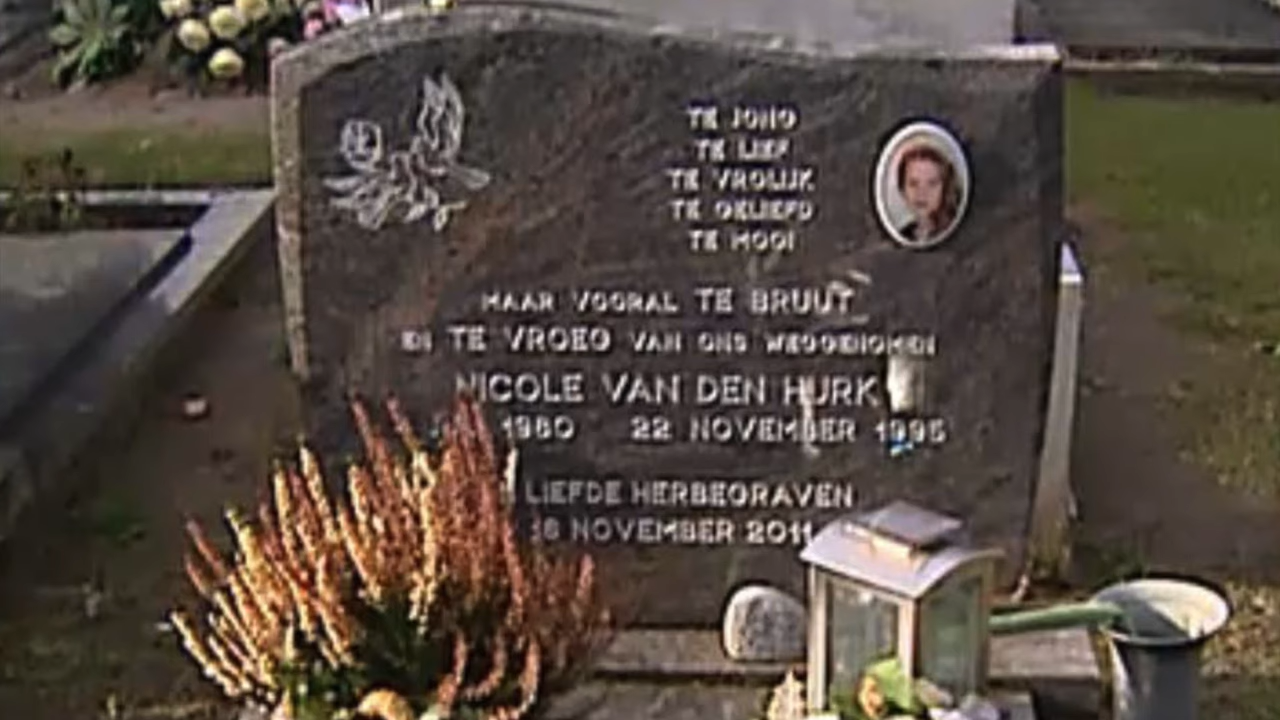 TE JONG
TE LIEF
TE VROLIJK
TE GELIEFD
TE MOOI
MAAR VOORAL TE BRUUT
EN TE VROEG VAN ONS WEGGENOMEN
NICOLE VAN DEN HURK
1980 22 NOVEMBER 1995
LIEFDE HERBEGRAVEN
18 NOVEMBER 2011